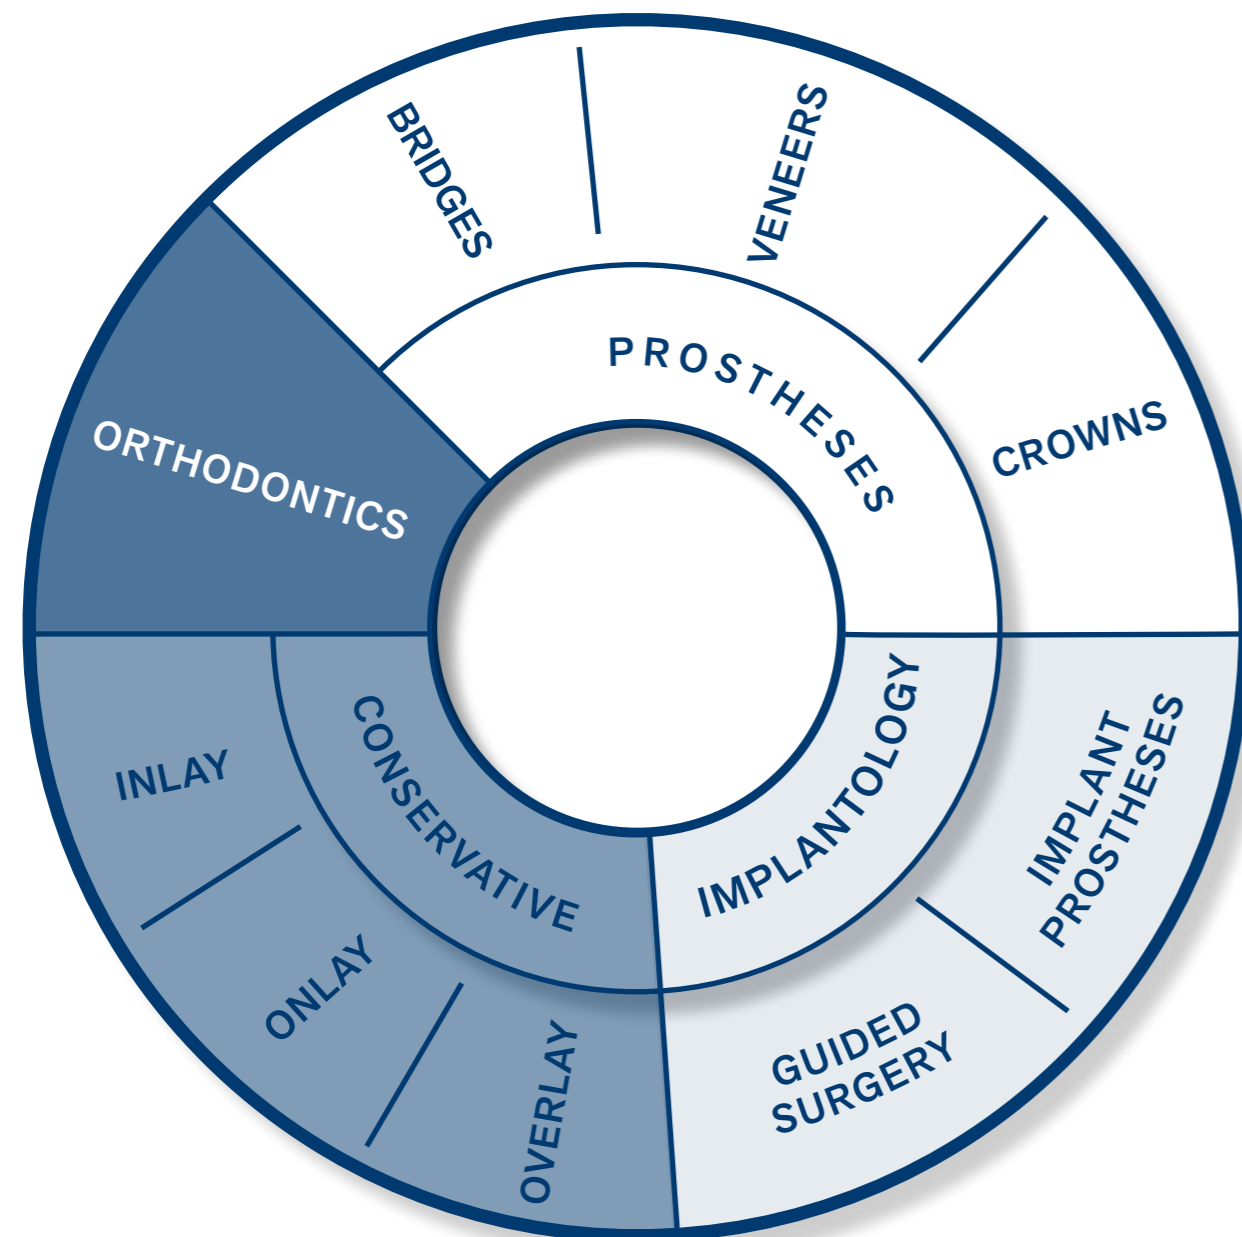 BRIDGES
VENEERS
CROWNS
PROSTHESES
ORTHODONTICS
INLAY
ONLAY
OVERLAY
CONSERVATIVE
IMPLANTOLOGY
IMPLANT
PROSTHESES
GUIDED
SURGERY